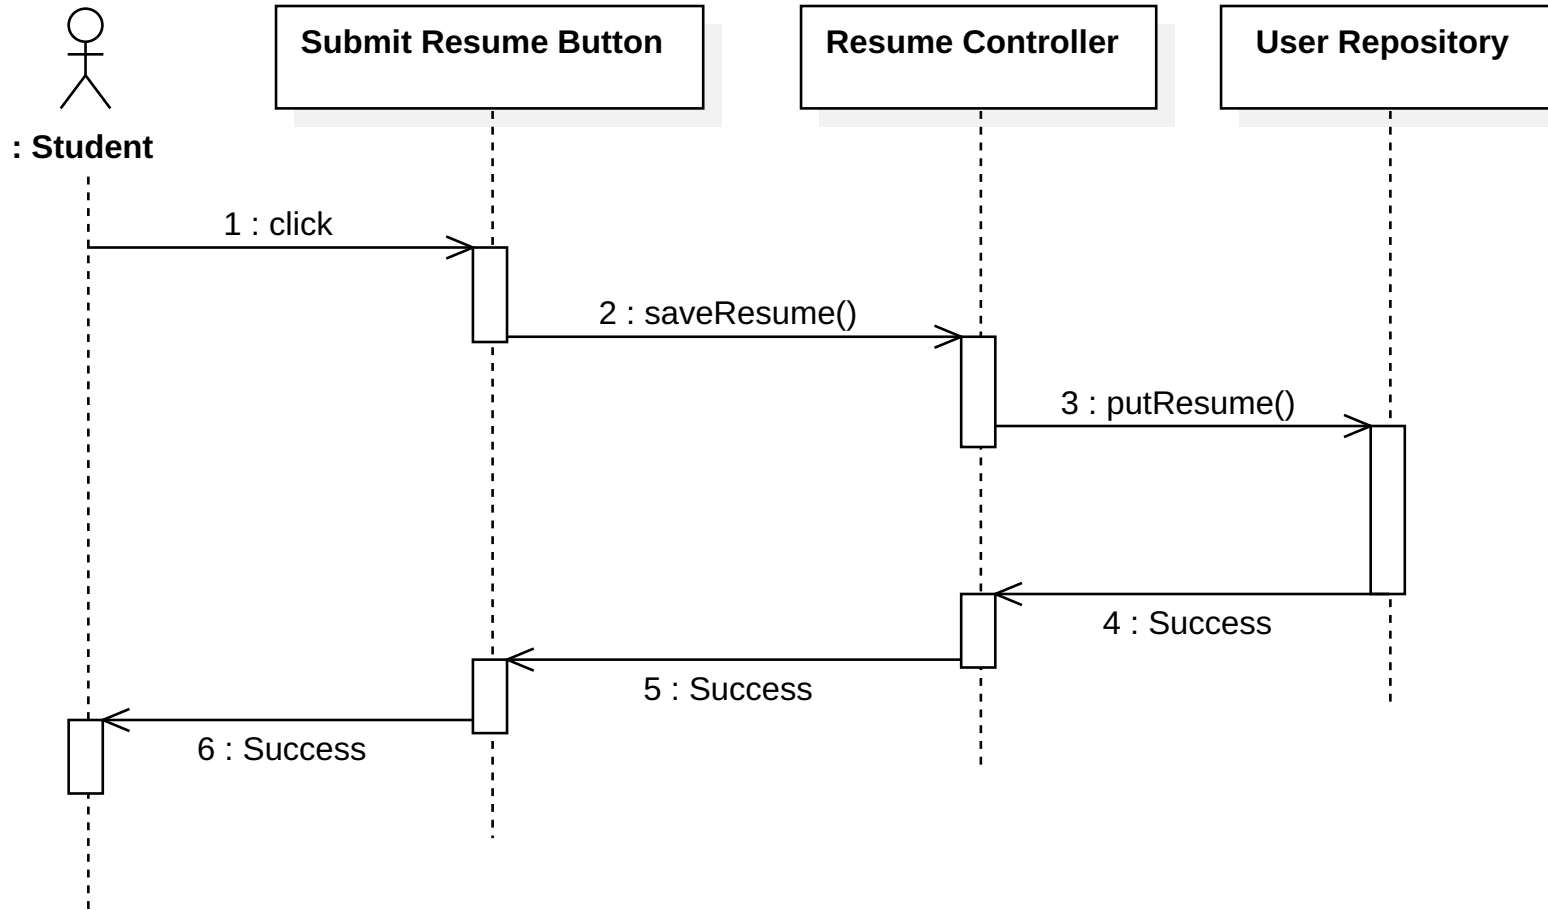 Submit Resume Button
Resume Controller
User Repository
: Student
1 : click
2 : saveResume()
3 : putResume()
4 : Success
5 : Success
6 : Success